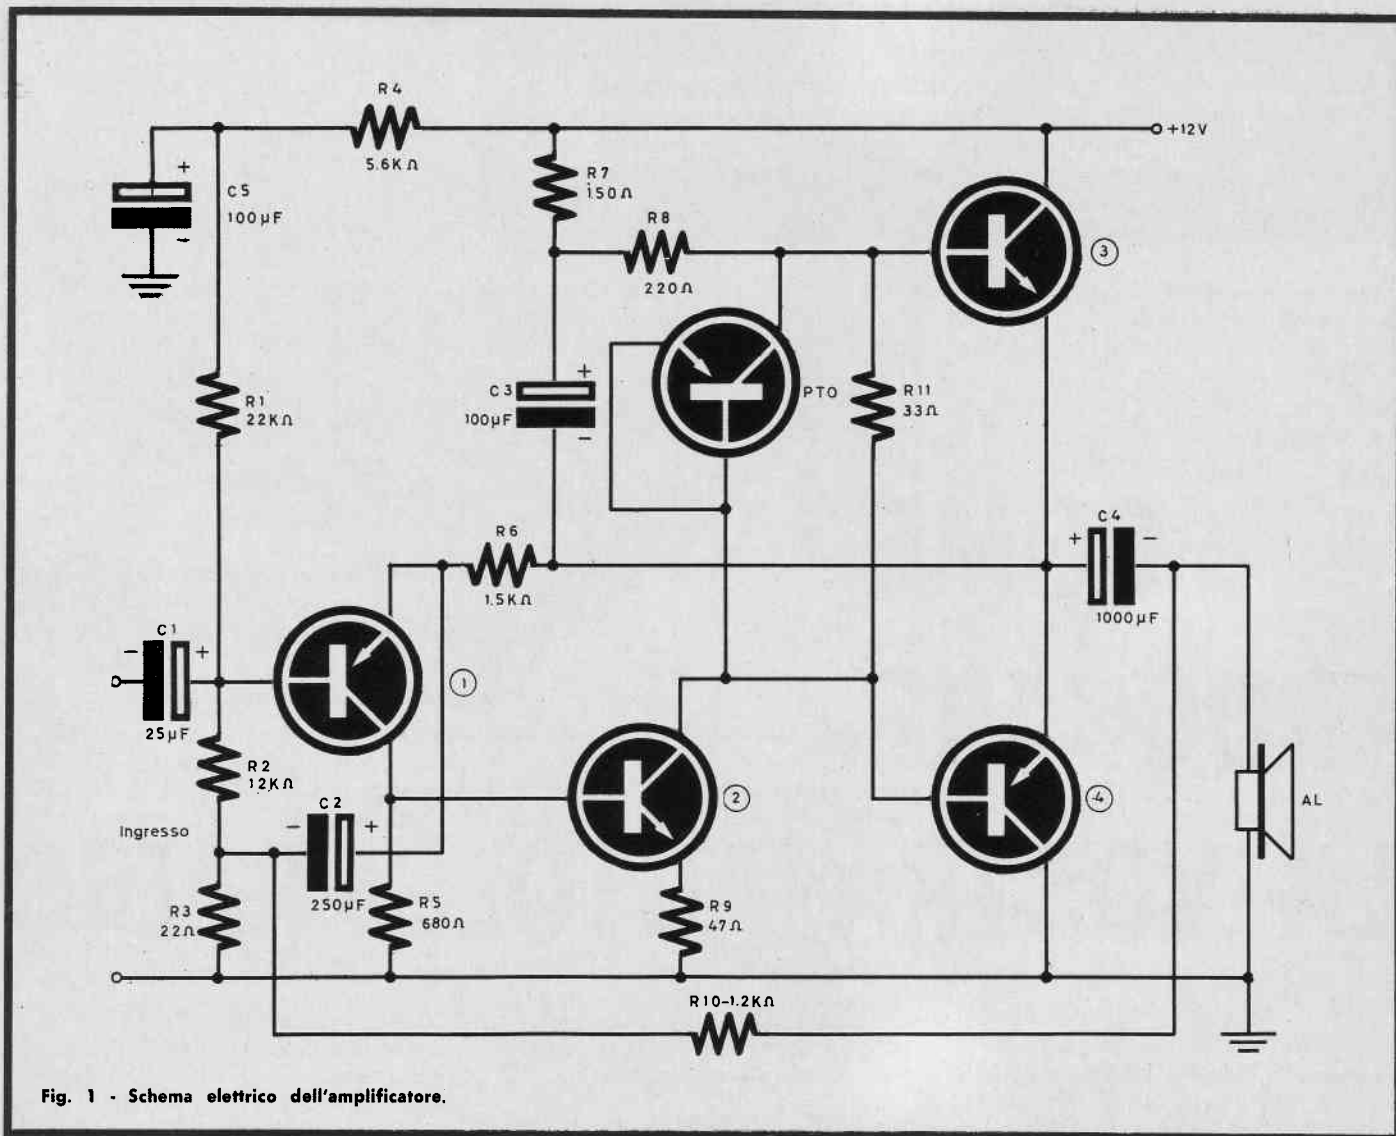 R4
5.6KΩ
+12V
+
C5
100µF
-
R7
150Ω
R8
220Ω
3
R1
22KΩ
C3
+
100µF
-
PTO
R11
33Ω
R6
1.5KΩ
C4
+ -
1000µF
C1
- +
25µF
1
R2
12KΩ
C2
- +
250µF
Ingresso
2
4
AL
R3
22Ω
R5
680Ω
R9
47Ω
R10-1.2KΩ
Fig. 1 - Schema elettrico dell'amplificatore.